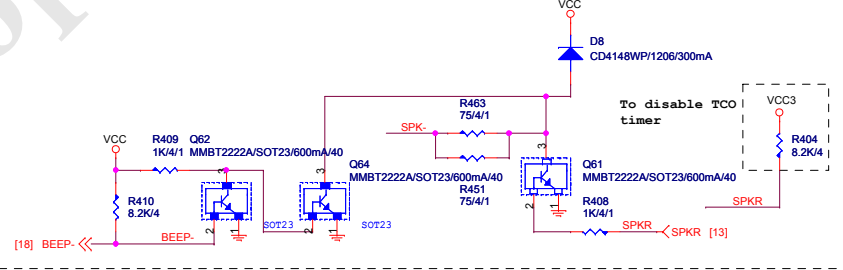 VCC
D8
CD4148WP/1206/300mA
R463
75/4/1
To disable TCO
timer
VCC3
SPK-
VCC
R409
1K/4/1
Q62
MMBT2222A/SOT23/600mA/40
3
R404
8.2K/4
Q64
MMBT2222A/SOT23/600mA/40
3
R451
75/4/1
Q61
MMBT2222A/SOT23/600mA/40
3
R410
8.2K/4
2
1
SOT23
2
1
SOT23
2
1
R408
1K/4/1
SPKR
[18] BEEP-
BEEP-
SPKR
SPKR [13]